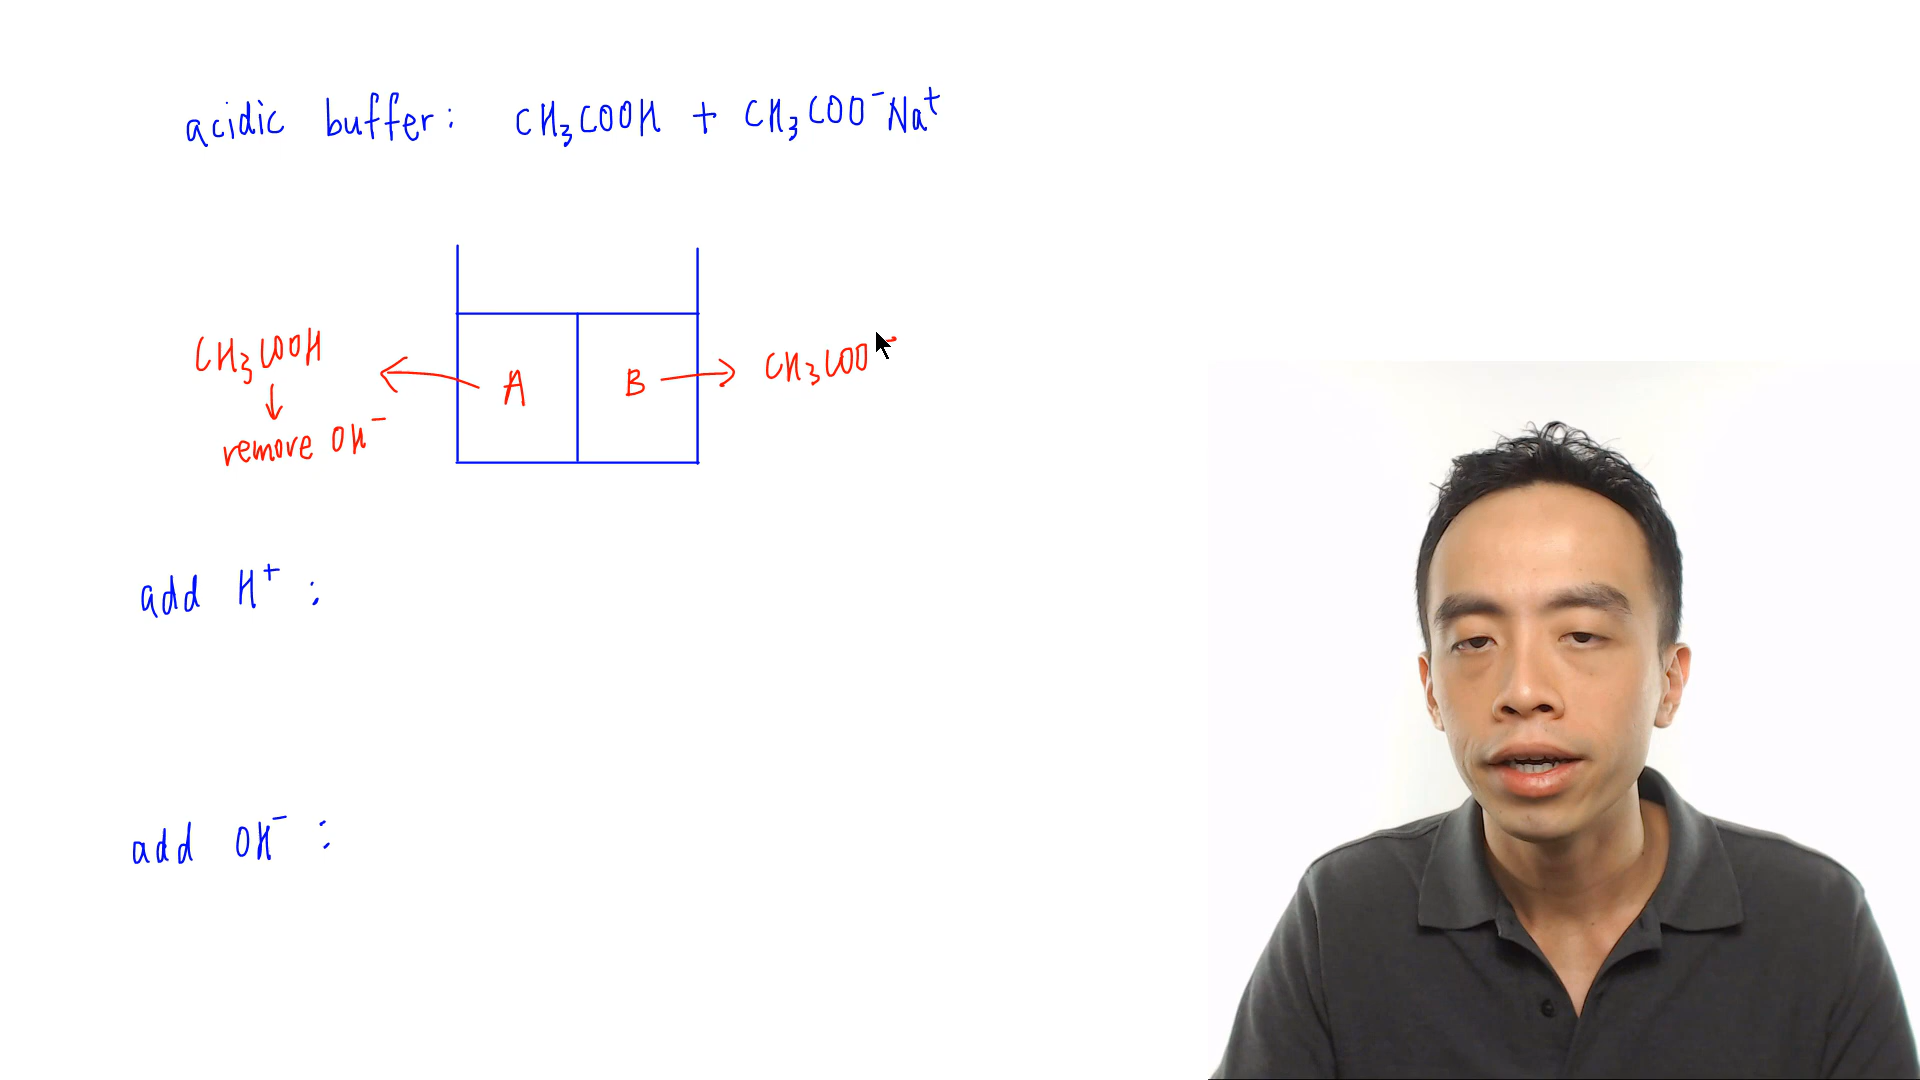 acidic buffer: CH₃COOH + CH₃COO⁻Na⁺
CH₃COOH
A
B
CH₃COO⁻
remove OH⁻
add H⁺ :
add OH⁻ :